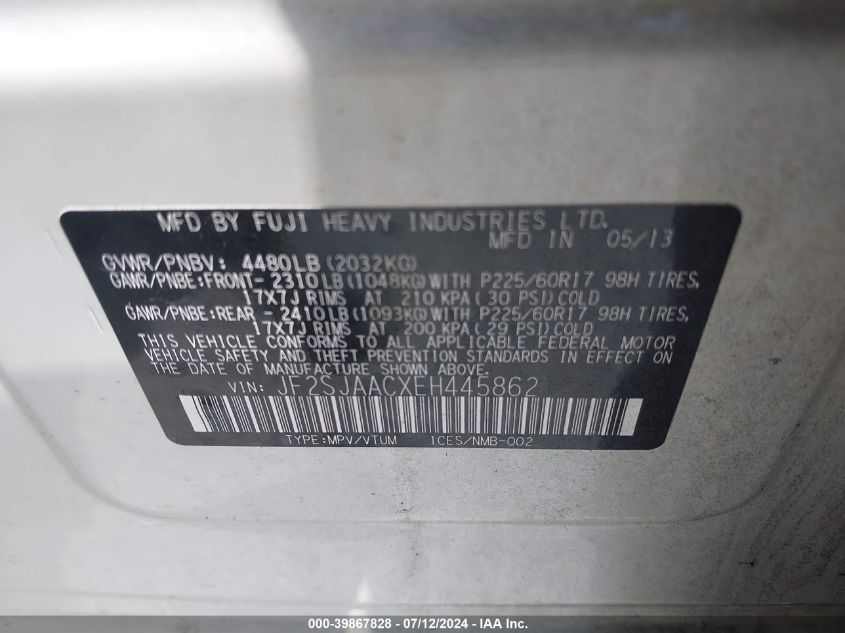 MFD BY FUJI HEAVY INDUSTRIES LTD.
MFD IN 05/13
GVWR/PNBV: 4480LB(2032KG)
GAWR/PNBE:FRONT- 2310LB(1048KG)WITH P225/60R17 98H TIRES,
17X7J RIMS AT 210 KPA(30 PSI)COLD
GAWR/PNBE:REAR - 2410LB(1093KG)WITH P225/60R17 98H TIRES,
17X7J RIMS AT 200 KPA(29 PSI)COLD
THIS VEHICLE CONFORMS TO ALL APPLICABLE FEDERAL MOTOR
VEHICLE SAFETY AND THEFT PREVENTION STANDARDS IN EFFECT ON
THE DATE OF MANUFACTURE SHOWN ABOVE.
VIN: JF2SJAACXEH445862
TYPE:MPV/VTUM ICES/NMB-002
000-39867828 - 07/12/2024 - IAA Inc.